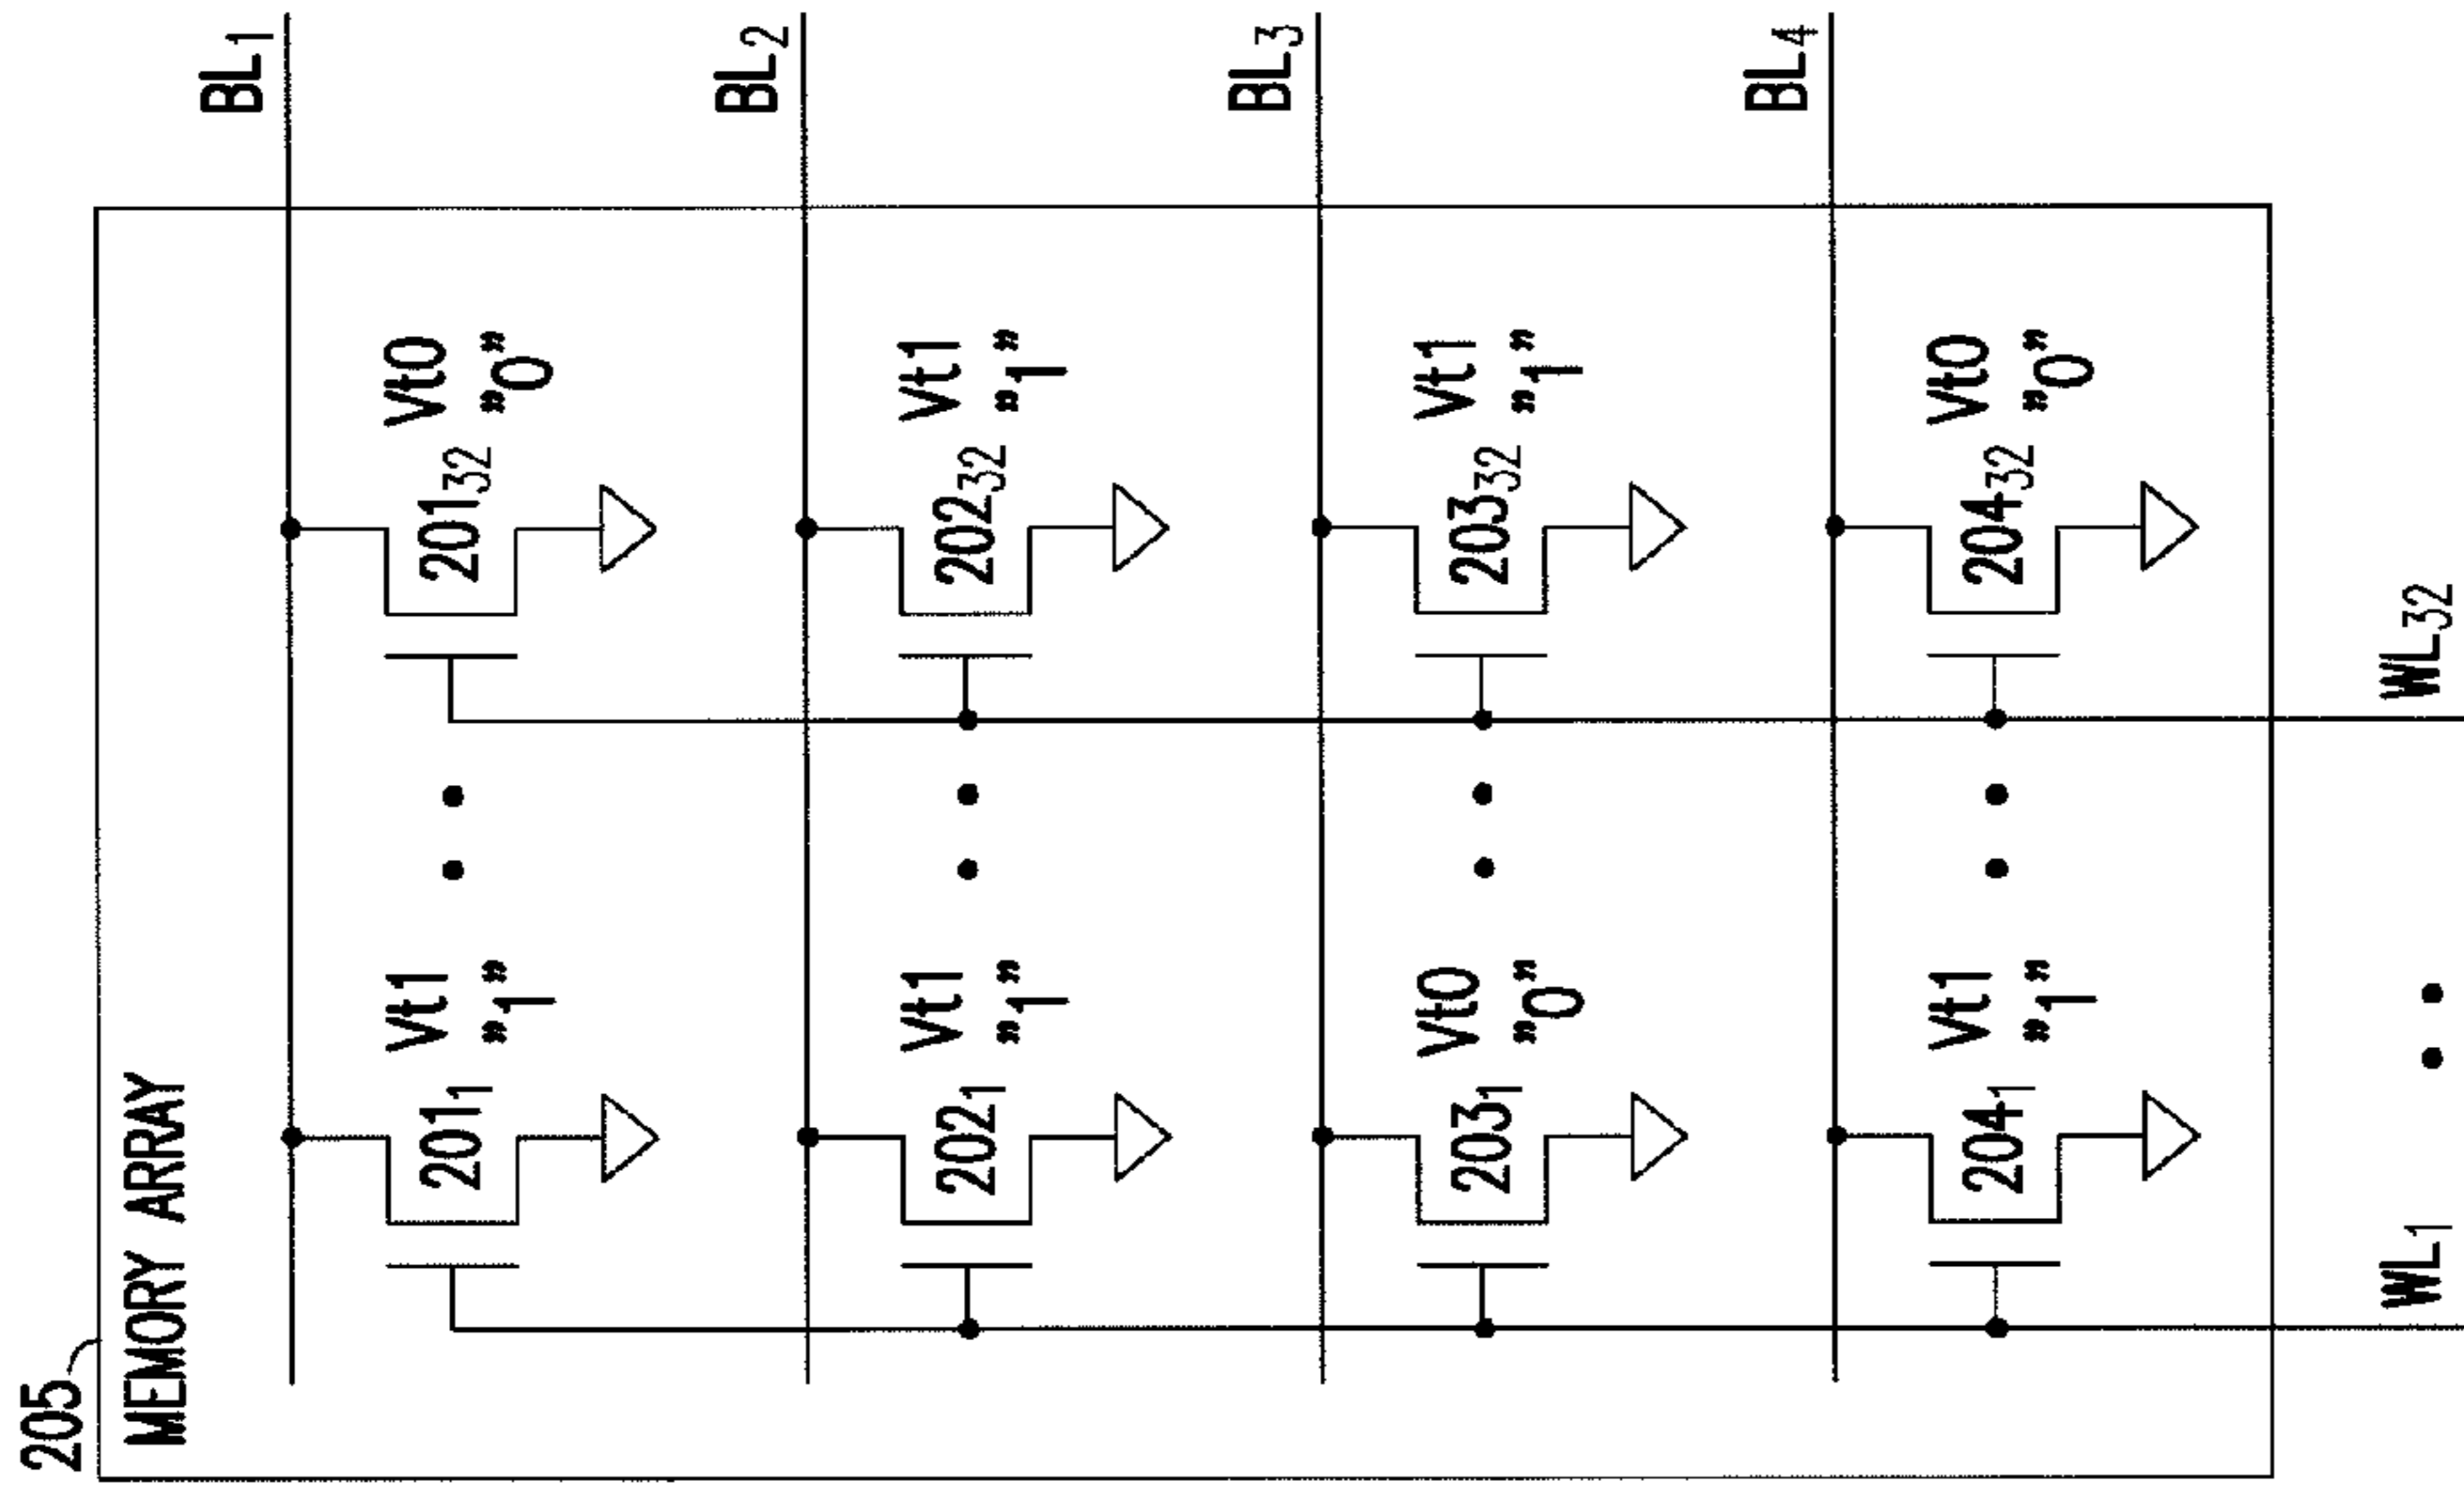 205
MEMORY ARRAY
BL₁
201₁ Vt1
"1"
201₃₂ Vt0
"0"
BL₂
202₁ Vt1
"1"
202₃₂ Vt1
"1"
BL₃
203₁ Vt0
"0"
203₃₂ Vt1
"1"
BL₄
204₁ Vt1
"1"
204₃₂ Vt0
"0"
WL₁ • • WL₃₂